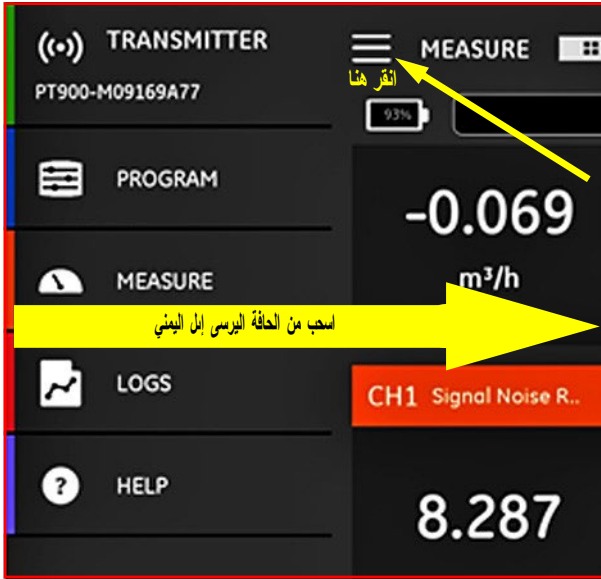 TRANSMITTER
PT900-M09169A77
PROGRAM
MEASURE
LOGS
HELP
MEASURE
انقر هنا
93%
-0.069
m³/h
اسحب من الحافة اليرسى إىل اليمني
CH1 Signal Noise R..
8.287